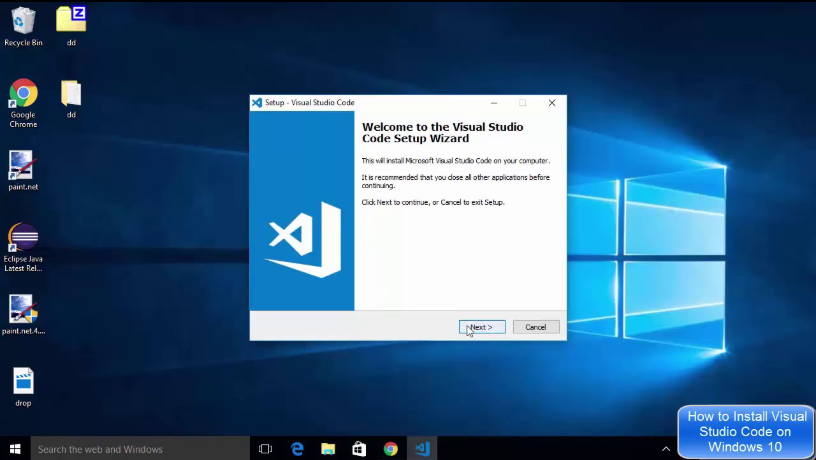 Recycle Bin
dd
Google
Chrome
dd
paint.net
Eclipse Java
Latest Rel...
paint.net.4....
drop
Setup - Visual Studio Code
Welcome to the Visual Studio
Code Setup Wizard
This will install Microsoft Visual Studio Code on your computer.
It is recommended that you close all other applications before
continuing.
Click Next to continue, or Cancel to exit Setup.
Next >
Cancel
Search the web and Windows
How to Install Visual
Studio Code on
Windows 10